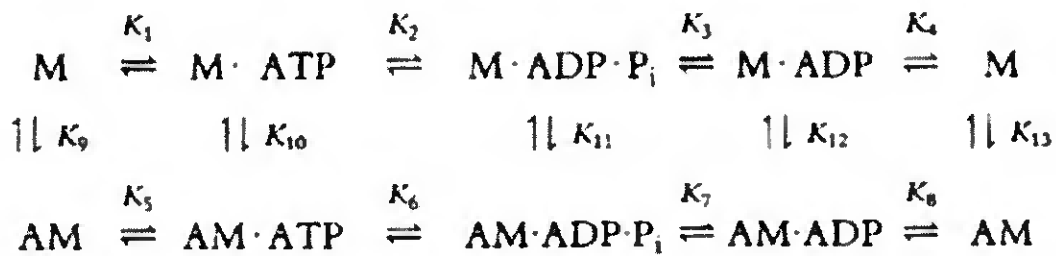 K₁ K₂ K₃ K₄
M ⇌ M · ATP ⇌ M·ADP·Pᵢ ⇌ M·ADP ⇌ M
⥮ K₉ ⥮ K₁₀ ⥮ K₁₁ ⥮ K₁₂ ⥮ K₁₃
K₅ K₆ K₇ K₈
AM ⇌ AM·ATP ⇌ AM·ADP·Pᵢ ⇌ AM·ADP ⇌ AM